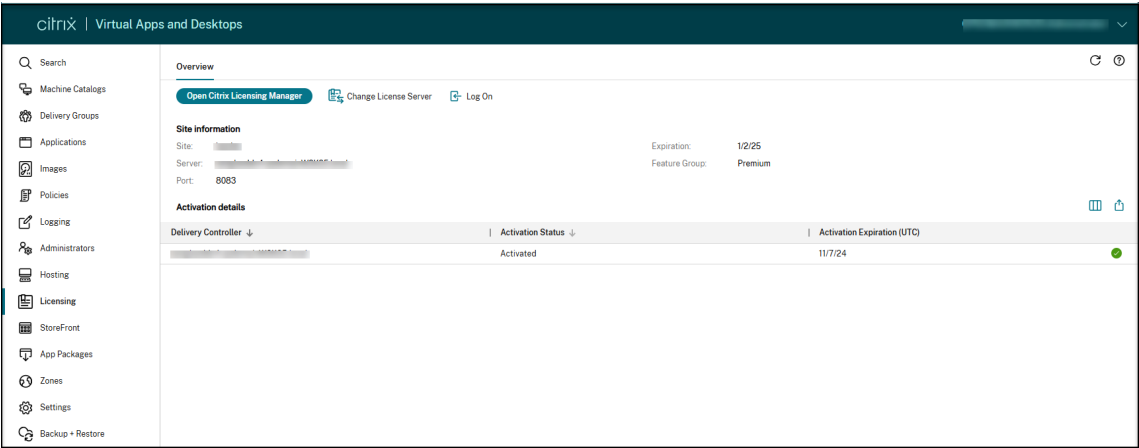 citrix | Virtual Apps and Desktops
Search
Machine Catalogs
Delivery Groups
Applications
Images
Policies
Logging
Administrators
Hosting
Licensing
StoreFront
App Packages
Zones
Settings
Backup + Restore
Overview
Open Citrix Licensing Manager Change License Server Log On
Site information
Site: Expiration: 1/2/25
Server: Feature Group: Premium
Port: 8083
Activation details
Delivery Controller ↓ | Activation Status ↓ | Activation Expiration (UTC)
Activated 11/7/24